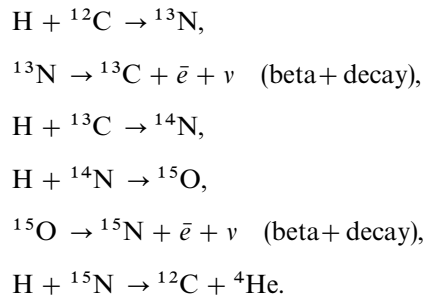 H + ¹²C → ¹³N,
¹³N → ¹³C + ē + ν (beta+ decay),
H + ¹³C → ¹⁴N,
H + ¹⁴N → ¹⁵O,
¹⁵O → ¹⁵N + ē + ν (beta+ decay),
H + ¹⁵N → ¹²C + ⁴He.